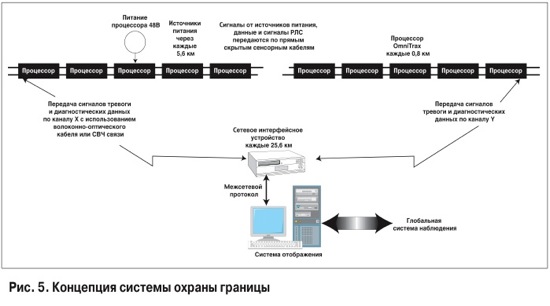 Питание
процессора 48В
Источники
питания
через
каждые
5,6 км
Сигналы от источников питания,
данные и сигналы РЛС
передаются по прямым
скрытым сенсорным кабелям
Процессор
OmniTrax
каждые 0,8 км
Процессор
Процессор
Процессор
Процессор
Процессор
Процессор
Процессор
Процессор
Процессор
Процессор
Передача сигналов тревоги
и диагностических данных
по каналу X с использованием
волоконно-оптического
кабеля или СВЧ связи
Передача сигналов
тревоги и диагностических
данных по каналу Y
Сетевое интерфейсное
устройство
каждые 25,6 км
Межсетевой
протокол
Глобальная
система наблюдения
Система отображения
Рис. 5. Концепция системы охраны границы